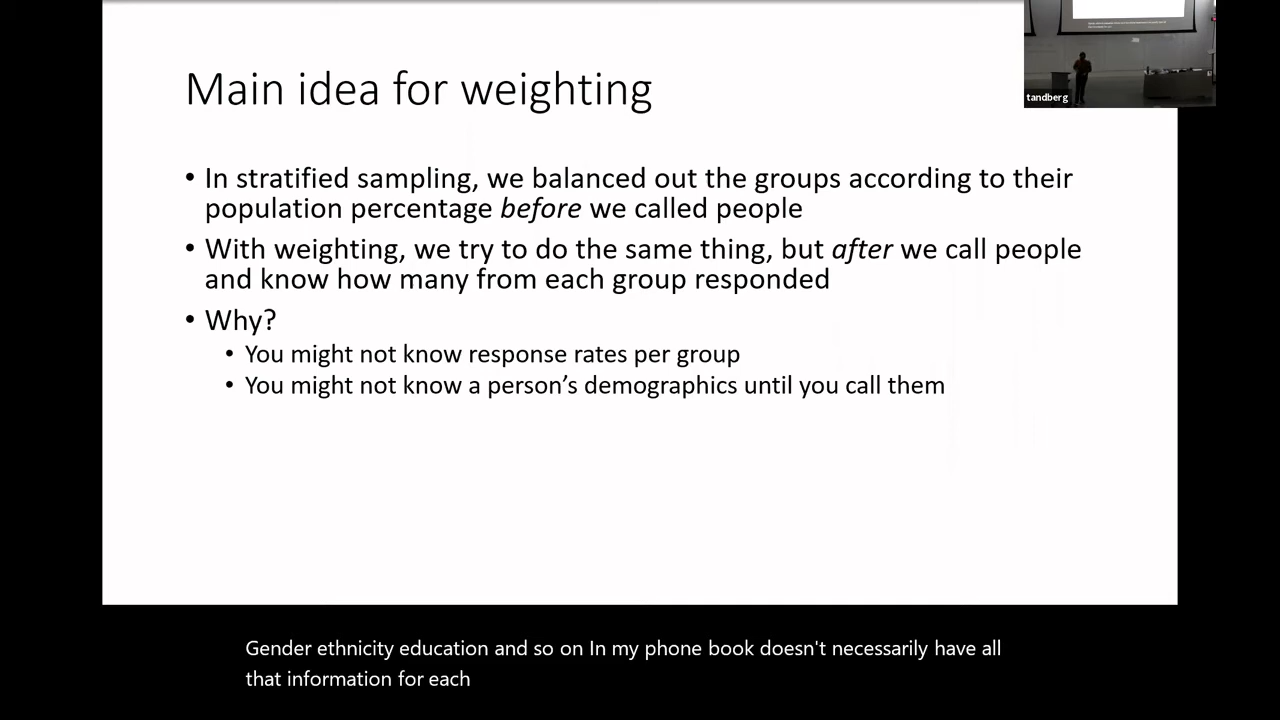 Main idea for weighting
tandberg
• In stratified sampling, we balanced out the groups according to their
population percentage before we called people
• With weighting, we try to do the same thing, but after we call people
and know how many from each group responded
• Why?
• You might not know response rates per group
• You might not know a person's demographics until you call them
Gender ethnicity education and so on In my phone book doesn't necessarily have all
that information for each